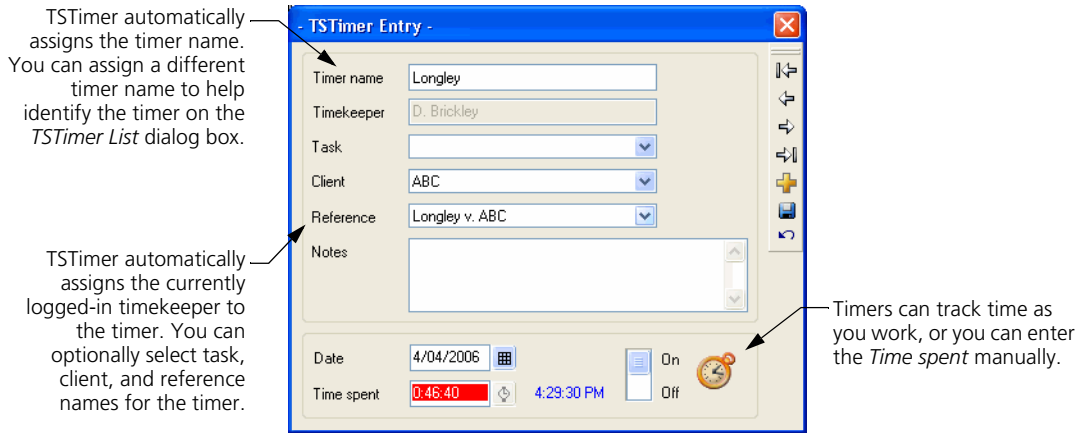 TSTimer automatically
assigns the timer name.
You can assign a different
timer name to help
identify the timer on the
TSTimer List dialog box.
TSTimer automatically
assigns the currently
logged-in timekeeper to
the timer. You can
optionally select task,
client, and reference
names for the timer.
- TSTimer Entry -
Timer name Longley
Timekeeper D. Brickley
Task
Client ABC
Reference Longley v. ABC
Notes
Date 4/04/2006 On
Time spent 0:46:40 4:29:30 PM Off
Timers can track time as
you work, or you can enter
the Time spent manually.